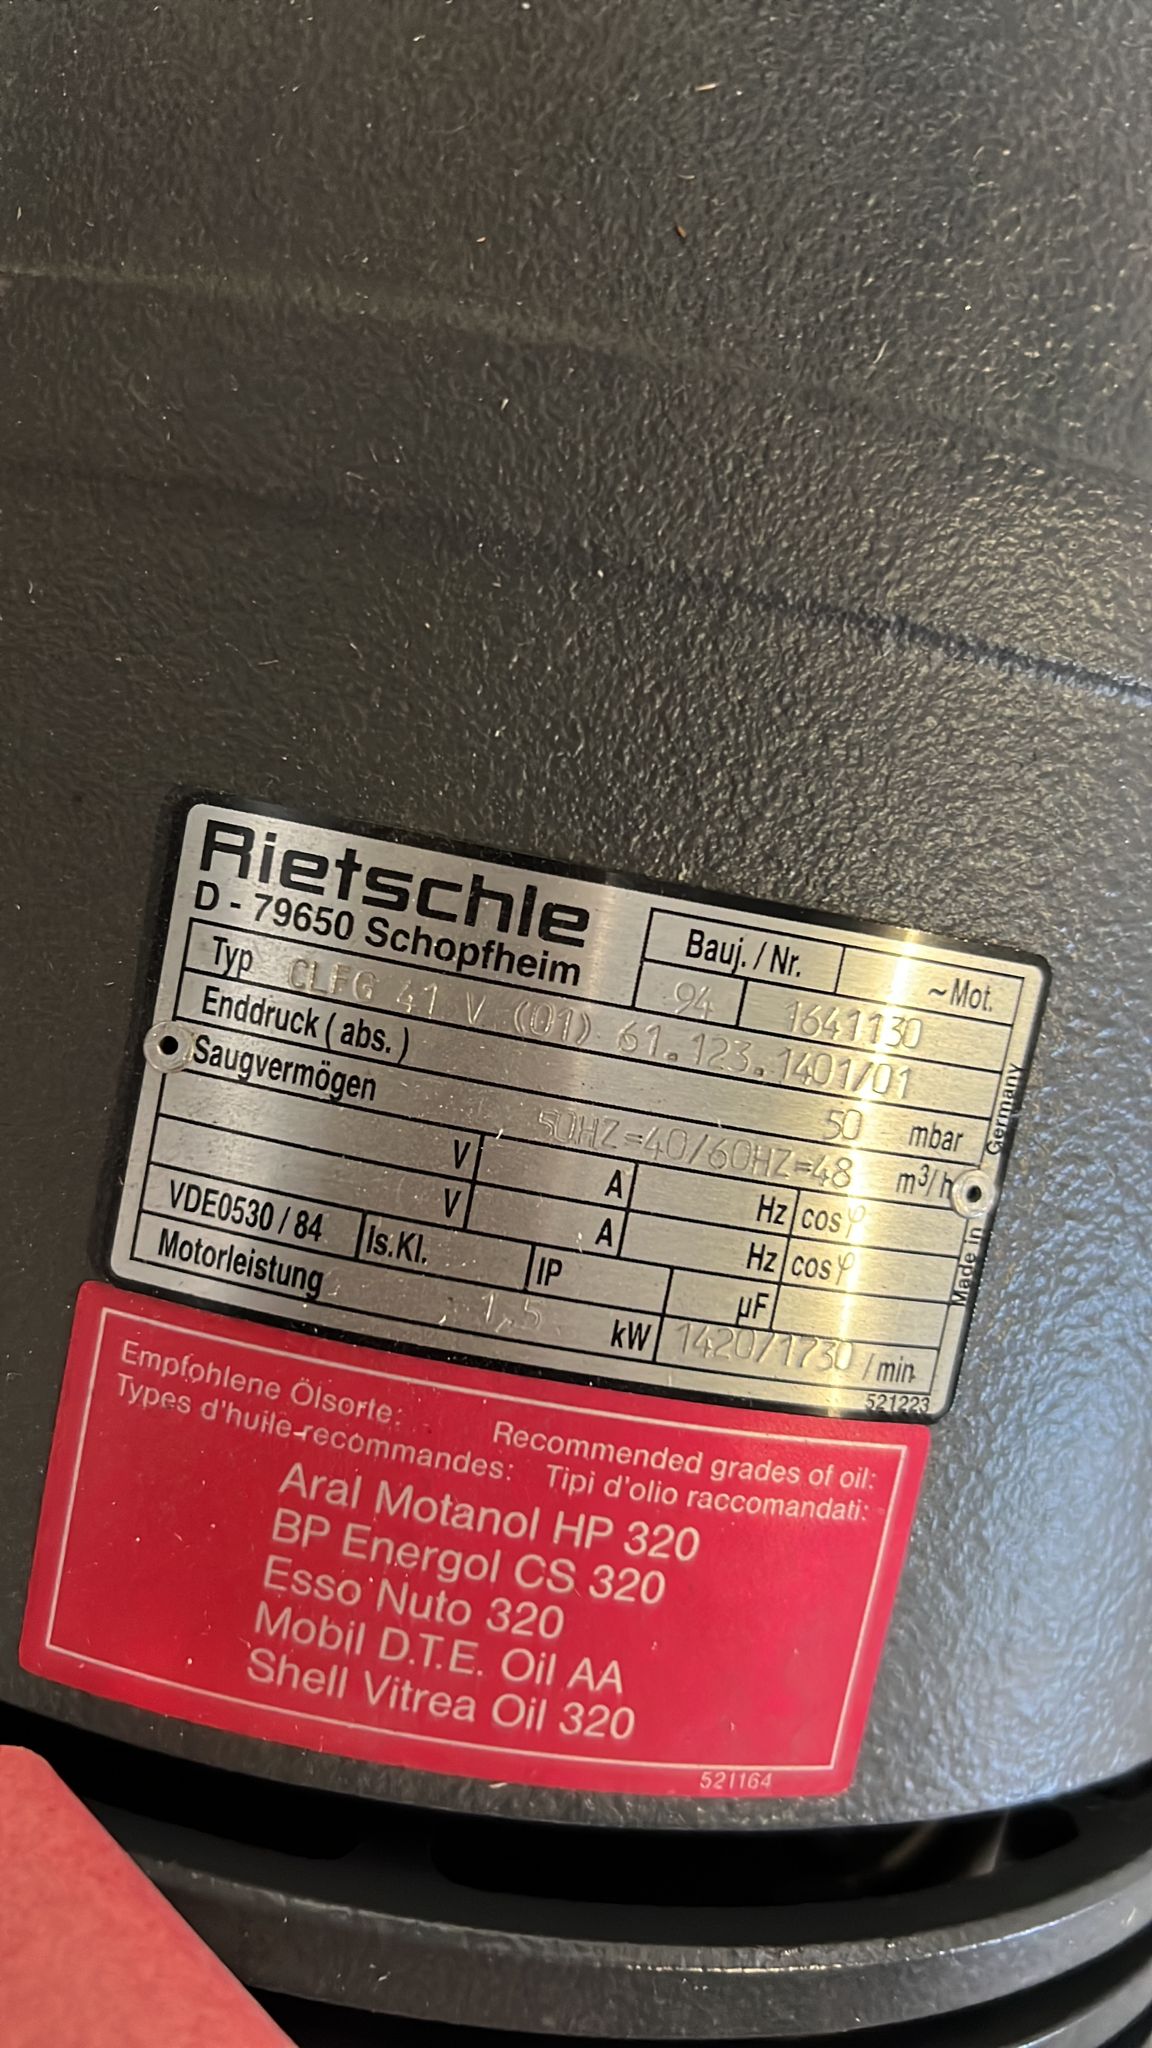 Rietschle
D - 79650 Schopfheim
Bauj. / Nr.
~ Mot.
94 1641130
Typ CLFG 41 V (01) 61.123.1401/01
Enddruck ( abs. ) 50 mbar
Saugvermögen 50HZ=40/60HZ=48 m³/h
V A Hz cos φ
V A Hz cos φ
VDE0530 / 84 Is.Kl. IP µF
Motorleistung 1,5 kW 1420/1730 / min
521223
Made in Germany
Empfohlene Ölsorte: Recommended grades of oil:
Types d'huile recommandes: Tipi d'olio raccomandati:
Aral Motanol HP 320
BP Energol CS 320
Esso Nuto 320
Mobil D.T.E. Oil AA
Shell Vitrea Oil 320
521164